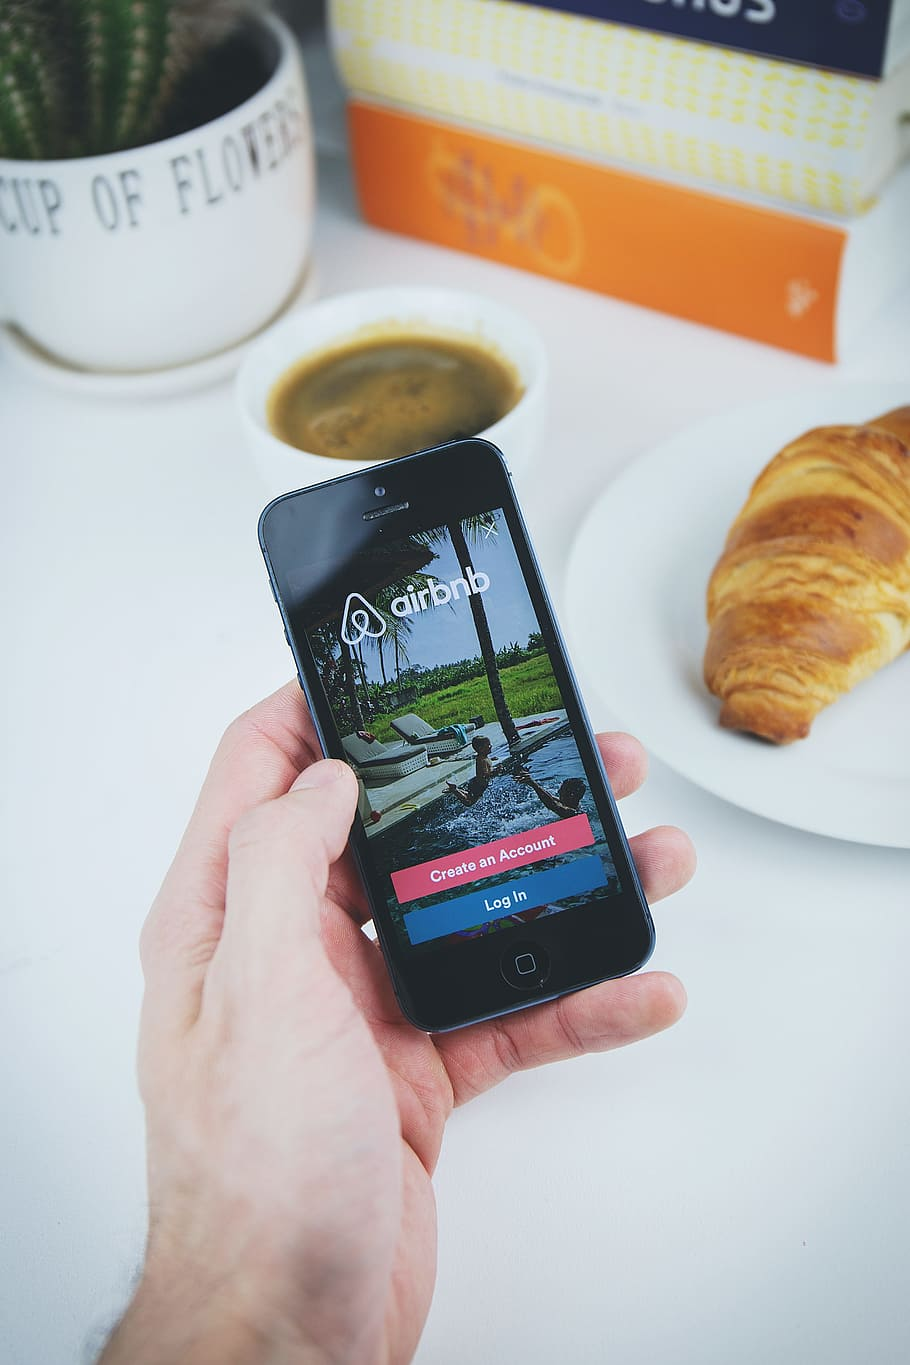 CUP OF FLOWERS
airbnb
Create an Account
Log In